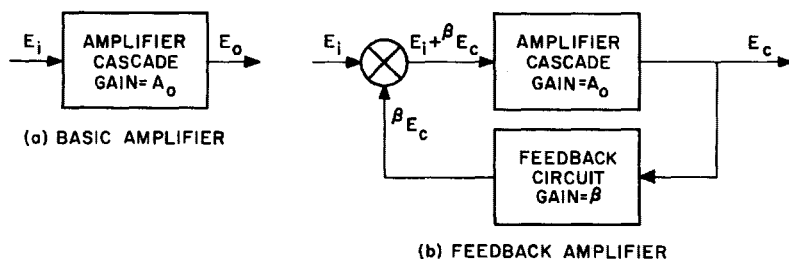 E_i
AMPLIFIER
CASCADE
GAIN=A_o
E_o
(a) BASIC AMPLIFIER
E_i
E_i+βE_c
AMPLIFIER
CASCADE
GAIN=A_o
E_c
βE_c
FEEDBACK
CIRCUIT
GAIN=β
(b) FEEDBACK AMPLIFIER